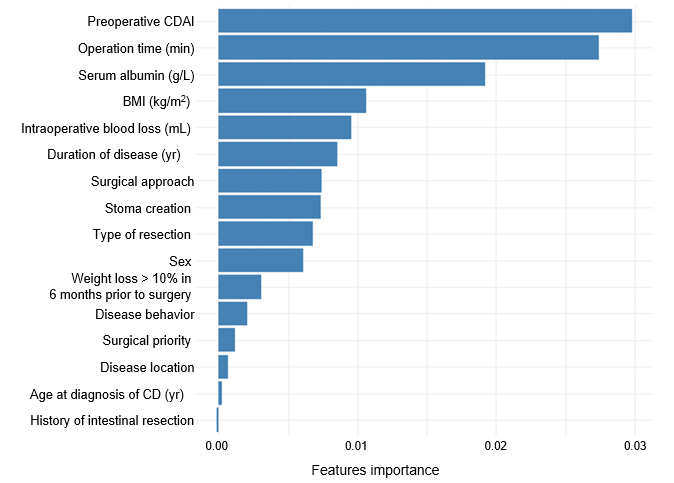 Preoperative CDAI
Operation time (min)
Serum albumin (g/L)
BMI (kg/m²)
Intraoperative blood loss (mL)
Duration of disease (yr)
Surgical approach
Stoma creation
Type of resection
Sex
Weight loss > 10% in
6 months prior to surgery
Disease behavior
Surgical priority
Disease location
Age at diagnosis of CD (yr)
History of intestinal resection
0.00 0.01 0.02 0.03
Features importance